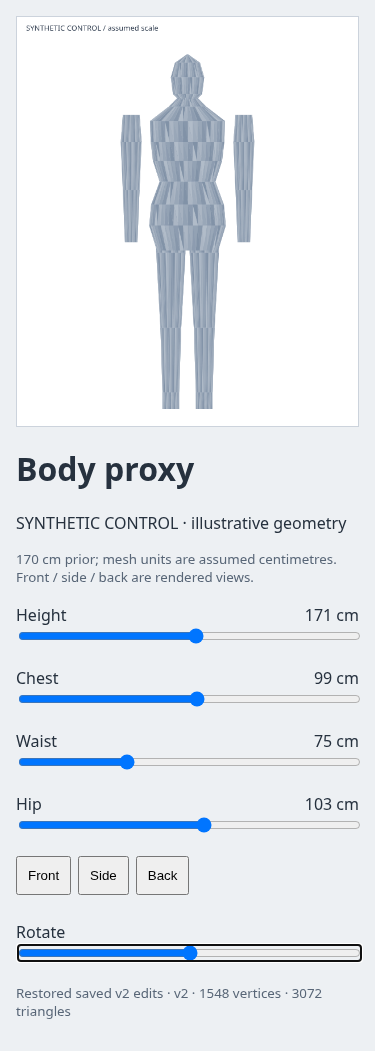 SYNTHETIC CONTROL / assumed scale
Body proxy
SYNTHETIC CONTROL · illustrative geometry
170 cm prior; mesh units are assumed centimetres.
Front / side / back are rendered views.
Height 171 cm
Chest 99 cm
Waist 75 cm
Hip 103 cm
Front Side Back
Rotate
Restored saved v2 edits · v2 · 1548 vertices · 3072
triangles